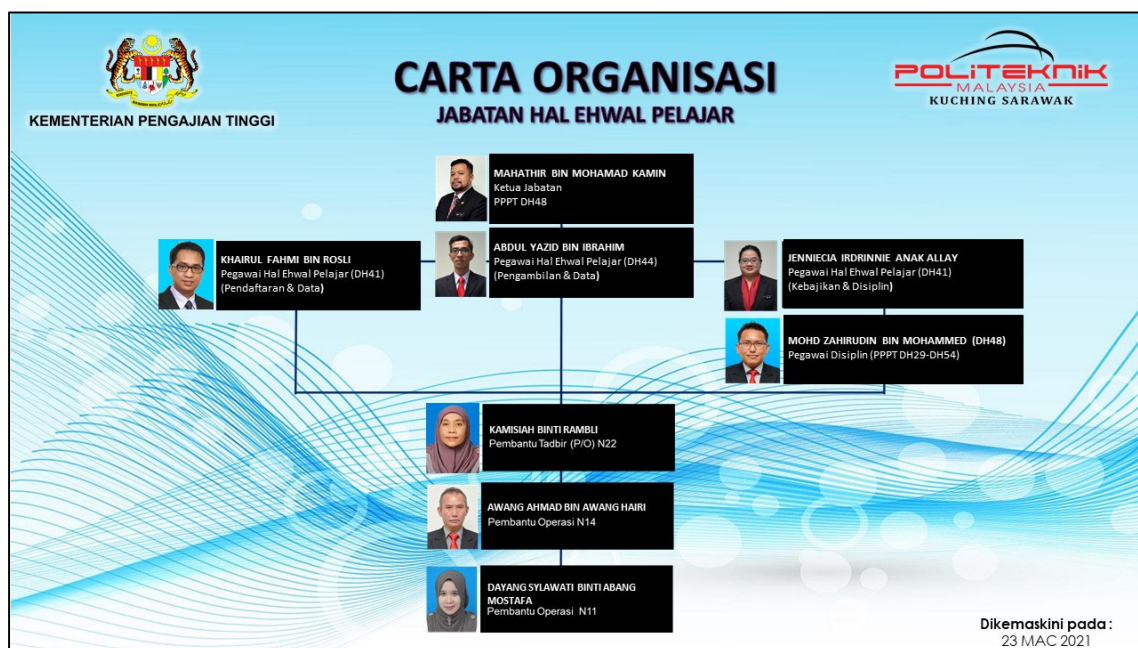 KEMENTERIAN PENGAJIAN TINGGI
CARTA ORGANISASI
JABATAN HAL EHWAL PELAJAR
POLITEKNIK
MALAYSIA
KUCHING SARAWAK
MAHATHIR BIN MOHAMAD KAMIN
Ketua Jabatan
PPPT DH48
KHAIRUL FAHMI BIN ROSLI
Pegawai Hal Ehwal Pelajar (DH41)
(Pendaftaran & Data)
ABDUL YAZID BIN IBRAHIM
Pegawai Hal Ehwal Pelajar (DH44)
(Pengambilan & Data)
JENNIECIA IRDRINNIE ANAK ALLAY
Pegawai Hal Ehwal Pelajar (DH41)
(Kebajikan & Disiplin)
MOHD ZAHIRUDIN BIN MOHAMMED (DH48)
Pegawai Disiplin (PPPT DH29-DH54)
KAMISIAH BINTI RAMBLI
Pembantu Tadbir (P/O) N22
AWANG AHMAD BIN AWANG HAIRI
Pembantu Operasi N14
DAYANG SYLAWATI BINTI ABANG
MOSTAFA
Pembantu Operasi N11
Dikemaskini pada :
23 MAC 2021